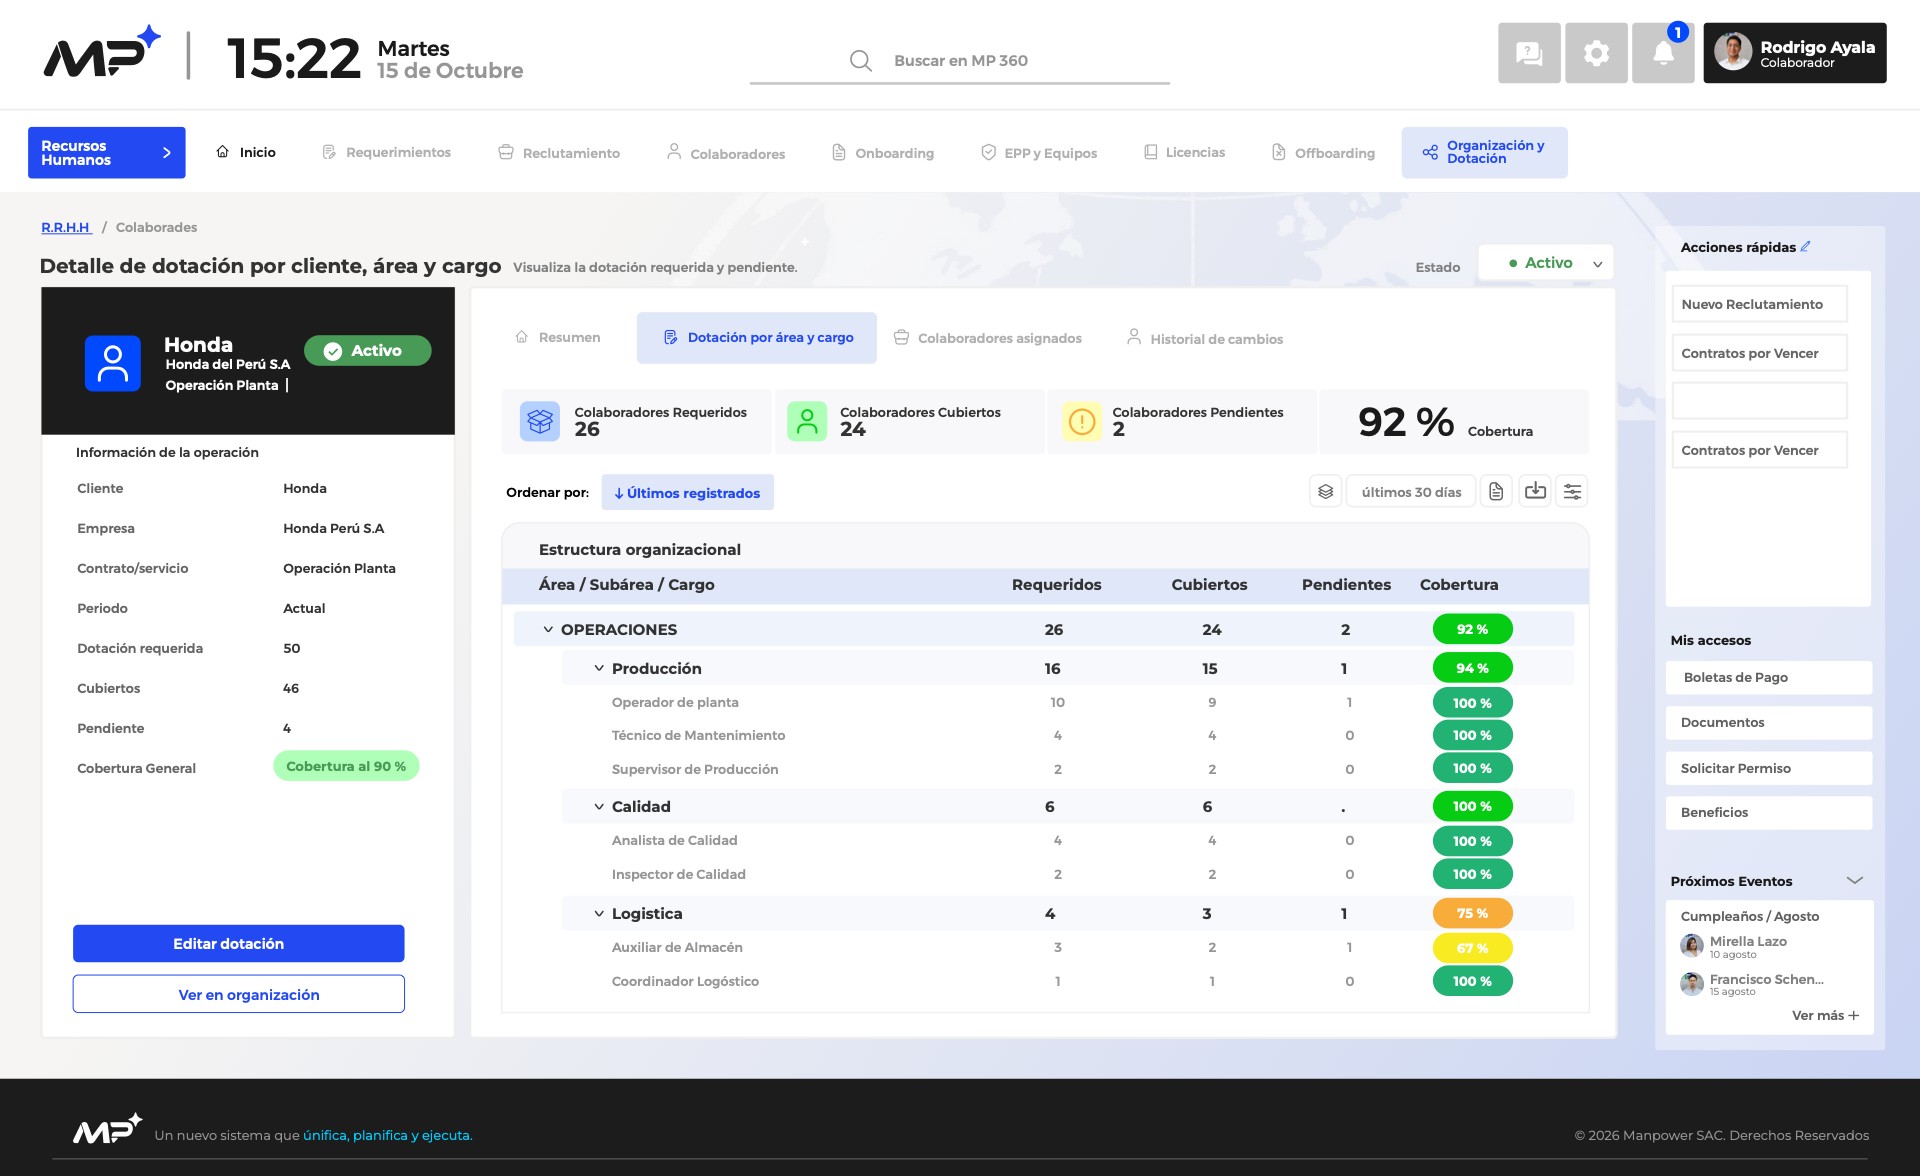 MP
15:22
Martes
15 de Octubre
Buscar en MP 360
?
1
Rodrigo Ayala
Colaborador
Recursos
Humanos
Inicio
Requerimientos
Reclutamiento
Colaboradores
Onboarding
EPP y Equipos
Licencias
Offboarding
Organización y
Dotación
R.R.H.H / Colaborades
Detalle de dotación por cliente, área y cargo
Visualiza la dotación requerida y pendiente.
Estado
Activo
Honda
Honda del Perú S.A
Operación Planta |
Activo
Información de la operación
Cliente Honda
Empresa Honda Perú S.A
Contrato/servicio Operación Planta
Periodo Actual
Dotación requerida 50
Cubiertos 46
Pendiente 4
Cobertura General Cobertura al 90 %
Editar dotación
Ver en organización
Resumen
Dotación por área y cargo
Colaboradores asignados
Historial de cambios
Colaboradores Requeridos
26
Colaboradores Cubiertos
24
Colaboradores Pendientes
2
92 % Cobertura
Ordenar por: ↓ Últimos registrados
últimos 30 días
Estructura organizacional
Área / Subárea / Cargo Requeridos Cubiertos Pendientes Cobertura
OPERACIONES 26 24 2 92 %
Producción 16 15 1 94 %
Operador de planta 10 9 1 100 %
Técnico de Mantenimiento 4 4 0 100 %
Supervisor de Producción 2 2 0 100 %
Calidad 6 6 . 100 %
Analista de Calidad 4 4 0 100 %
Inspector de Calidad 2 2 0 100 %
Logistica 4 3 1 75 %
Auxiliar de Almacén 3 2 1 67 %
Coordinador Logóstico 1 1 0 100 %
Acciones rápidas
Nuevo Reclutamiento
Contratos por Vencer
Contratos por Vencer
Mis accesos
Boletas de Pago
Documentos
Solicitar Permiso
Beneficios
Próximos Eventos
Cumpleaños / Agosto
Mirella Lazo
10 agosto
Francisco Schen...
15 agosto
Ver más +
MP
Un nuevo sistema que únifica, planifica y ejecuta.
© 2026 Manpower SAC. Derechos Reservados